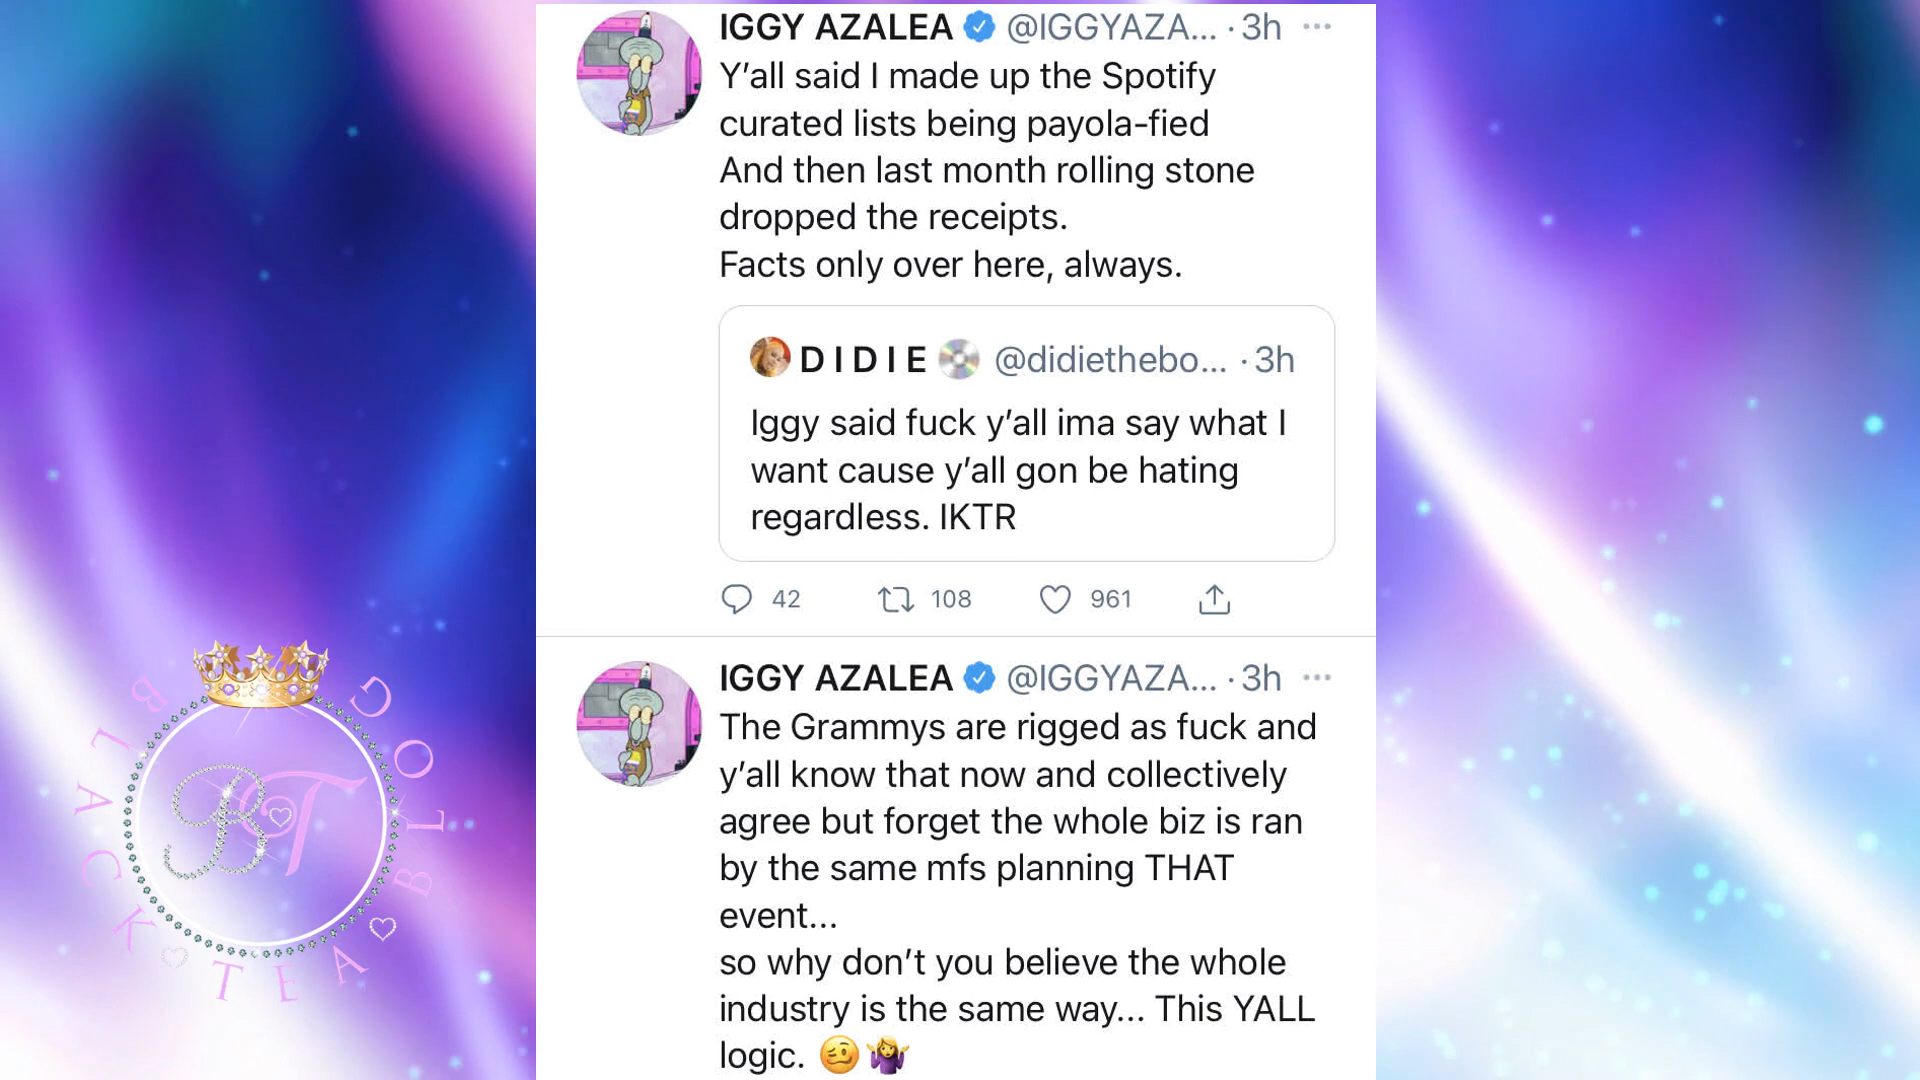 IGGY AZALEA @IGGYAZA... · 3h ...
Y’all said I made up the Spotify
curated lists being payola-fied
And then last month rolling stone
dropped the receipts.
Facts only over here, always.
D I D I E 💿 @didiethebo... · 3h
Iggy said fuck y’all ima say what I
want cause y’all gon be hating
regardless. IKTR
42 108 961
IGGY AZALEA @IGGYAZA... · 3h ...
The Grammys are rigged as fuck and
y’all know that now and collectively
agree but forget the whole biz is ran
by the same mfs planning THAT
event...
so why don’t you believe the whole
industry is the same way... This YALL
logic. 🥴🤷‍♀️
BLACK TEA BLOG
BT